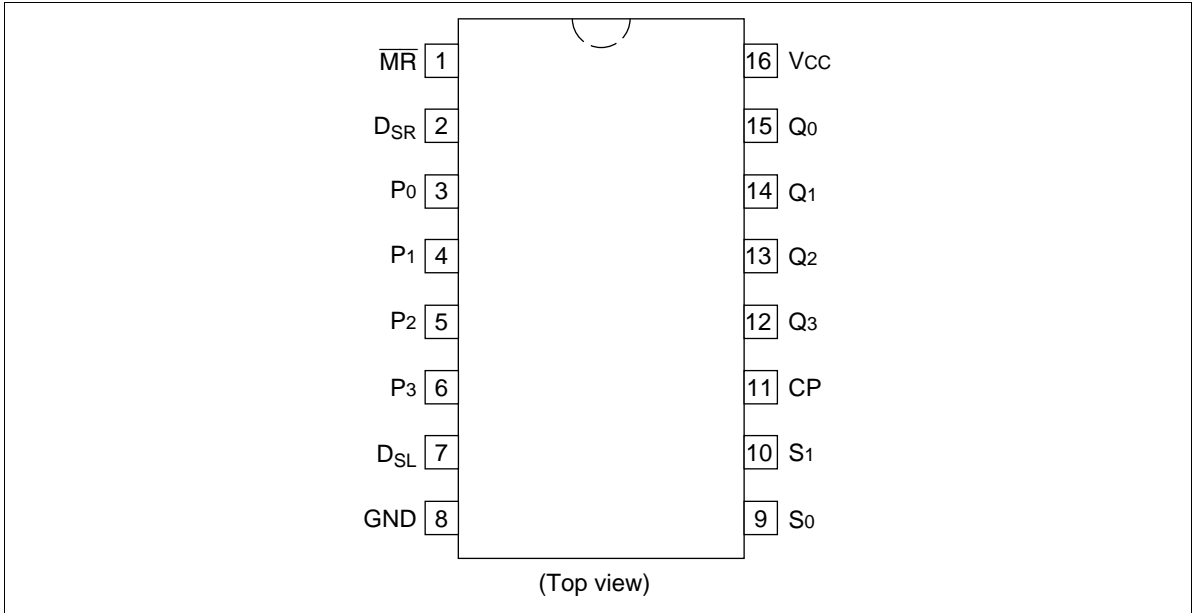 M̅R̅ 1 16 VCC
DSR 2 15 Q0
P0 3 14 Q1
P1 4 13 Q2
P2 5 12 Q3
P3 6 11 CP
DSL 7 10 S1
GND 8 9 S0
(Top view)